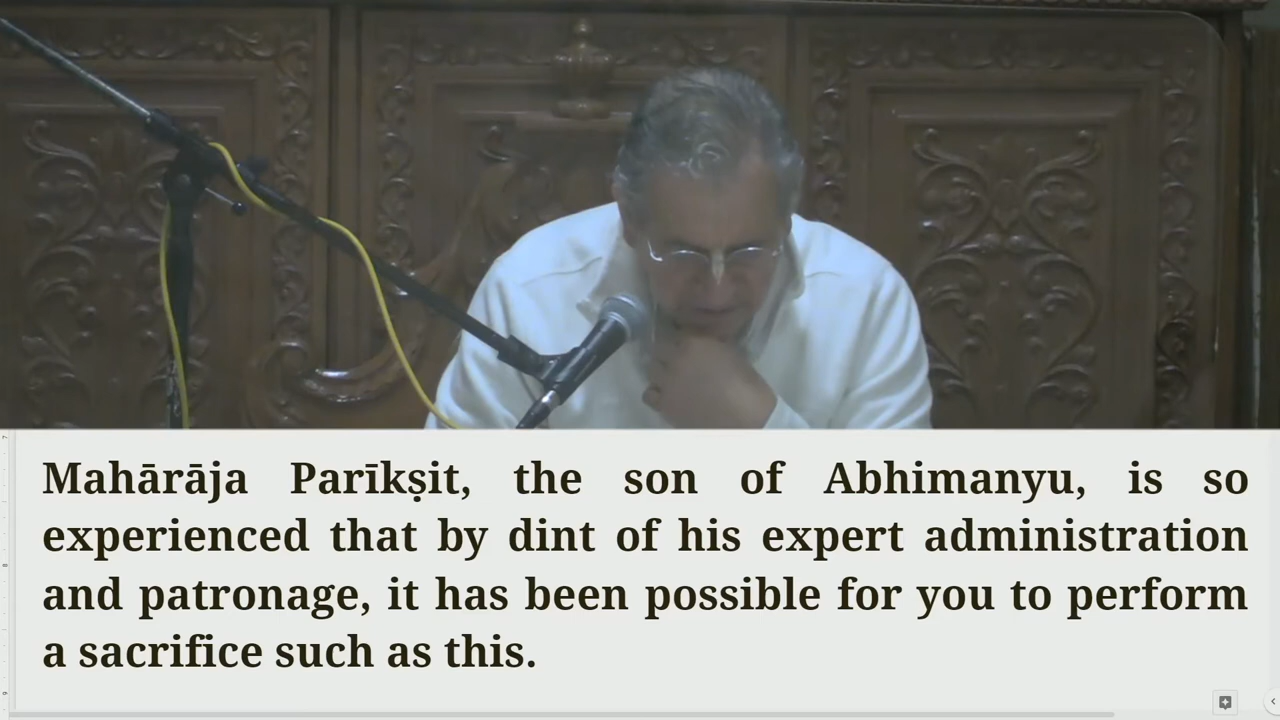 Mahārāja Parīkṣit, the son of Abhimanyu, is so
experienced that by dint of his expert administration
and patronage, it has been possible for you to perform
a sacrifice such as this.